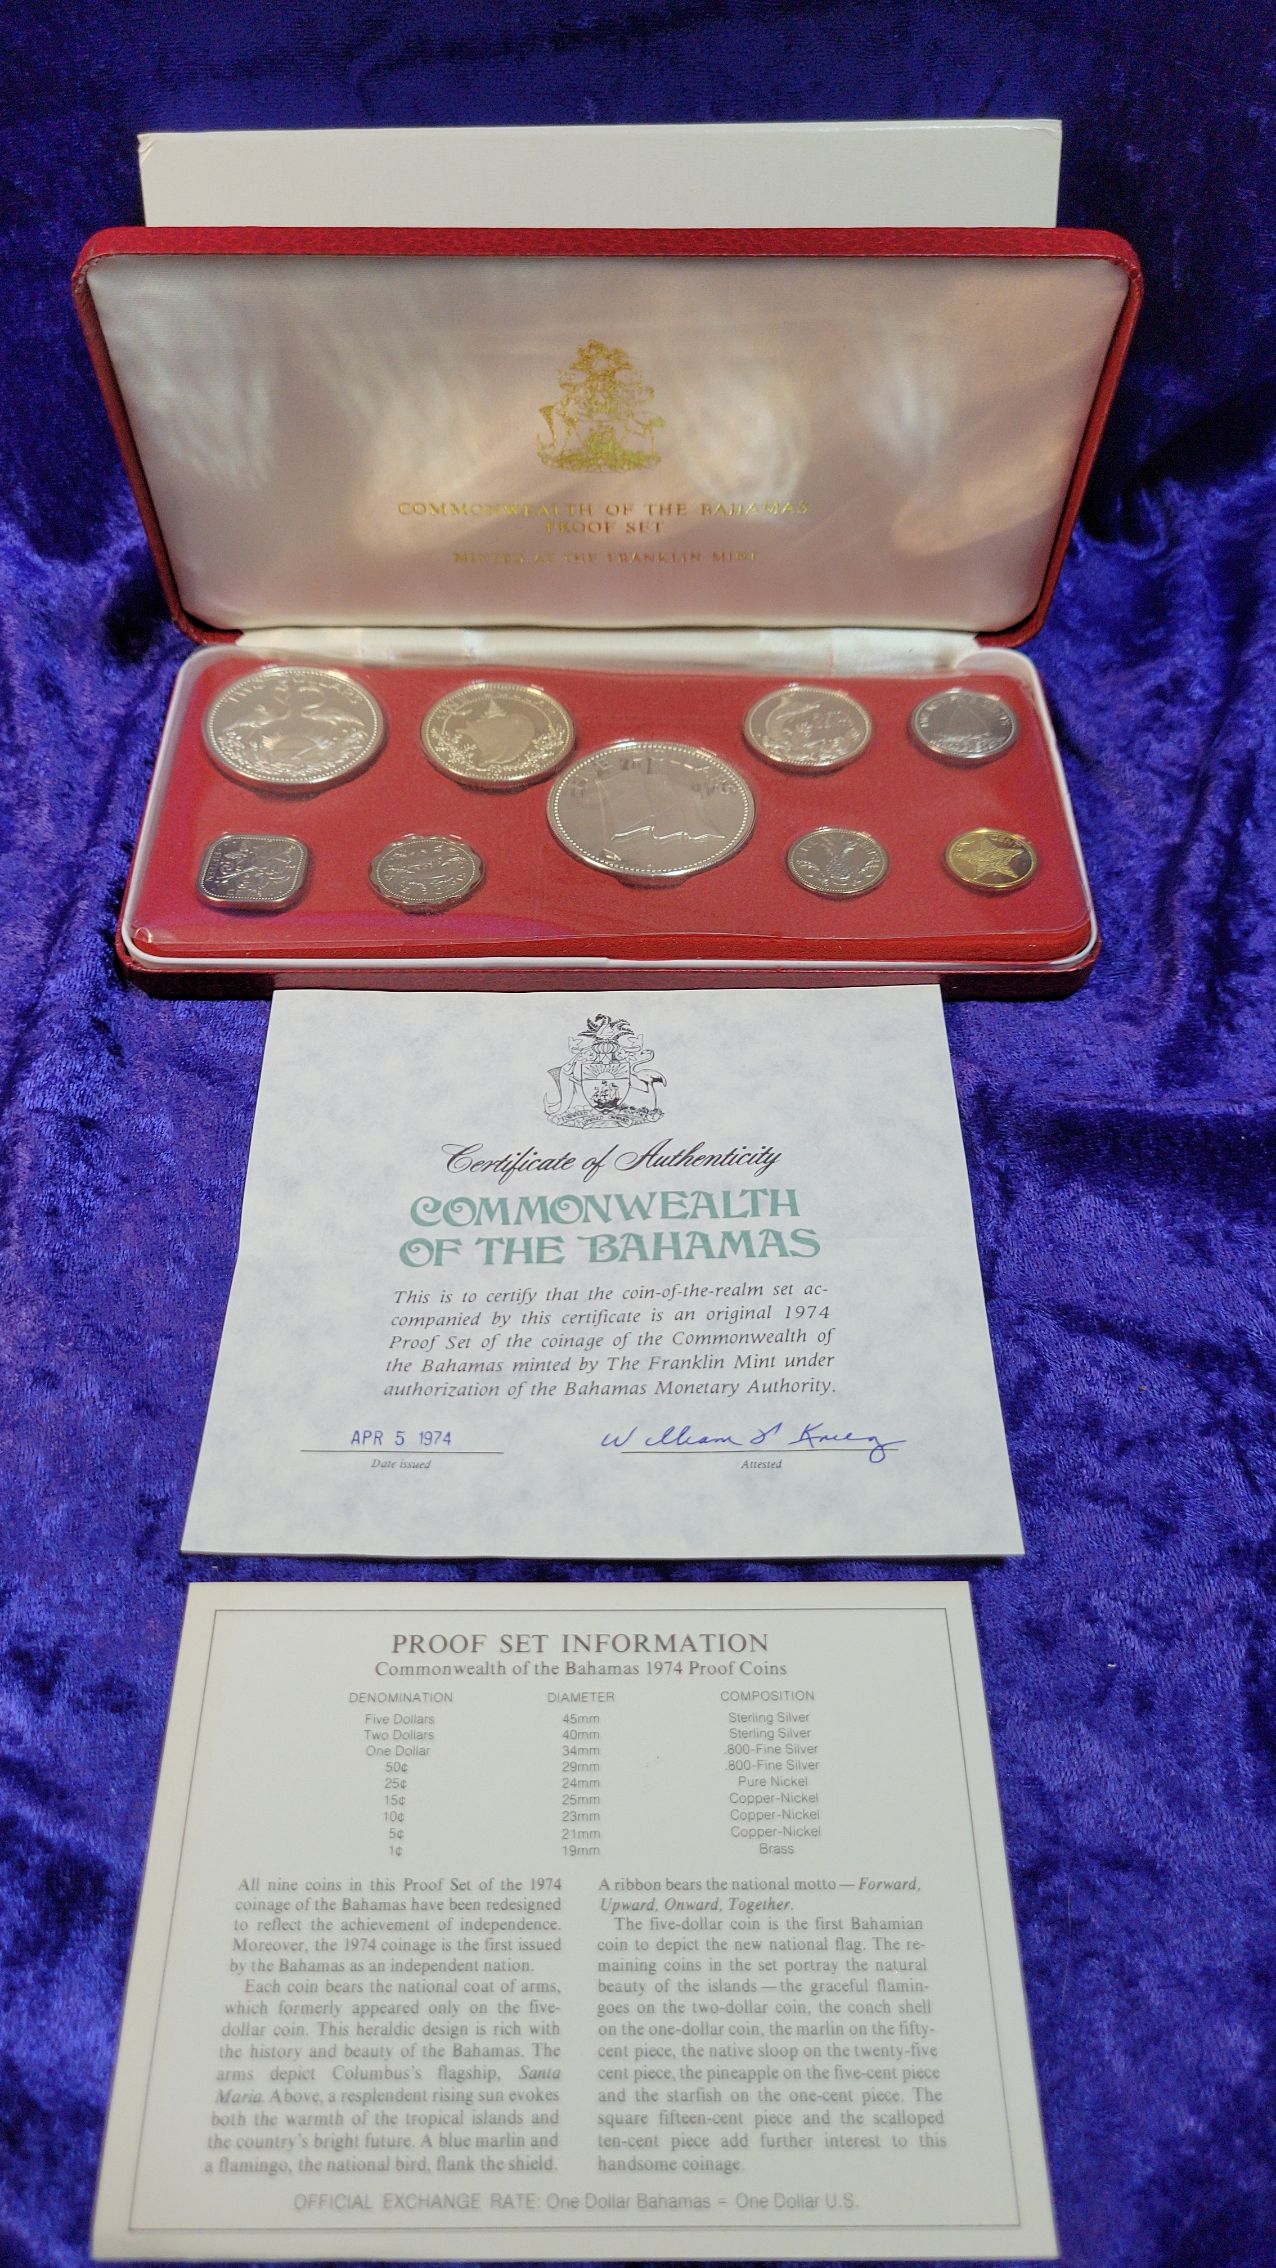 COMMONWEALTH OF THE BAHAMAS
PROOF SET
MINTED AT THE FRANKLIN MINT
TWO DOLLARS
FIVE DOLLARS
Certificate of Authenticity
COMMONWEALTH
OF THE BAHAMAS
This is to certify that the coin-of-the-realm set ac-
companied by this certificate is an original 1974
Proof Set of the coinage of the Commonwealth of
the Bahamas minted by The Franklin Mint under
authorization of the Bahamas Monetary Authority.
APR 5 1974
Date issued
Attested
PROOF SET INFORMATION
Commonwealth of the Bahamas 1974 Proof Coins
DENOMINATION DIAMETER COMPOSITION
Five Dollars 45mm Sterling Silver
Two Dollars 40mm Sterling Silver
One Dollar 34mm .800-Fine Silver
50¢ 29mm .800-Fine Silver
25¢ 24mm Pure Nickel
15¢ 25mm Copper-Nickel
10¢ 23mm Copper-Nickel
5¢ 21mm Copper-Nickel
1¢ 19mm Brass
All nine coins in this Proof Set of the 1974
coinage of the Bahamas have been redesigned
to reflect the achievement of independence.
Moreover, the 1974 coinage is the first issued
by the Bahamas as an independent nation.
Each coin bears the national coat of arms,
which formerly appeared only on the five-
dollar coin. This heraldic design is rich with
the history and beauty of the Bahamas. The
arms depict Columbus's flagship, Santa
Maria. Above, a resplendent rising sun evokes
both the warmth of the tropical islands and
the country's bright future. A blue marlin and
a flamingo, the national bird, flank the shield.
A ribbon bears the national motto — Forward,
Upward, Onward, Together.
The five-dollar coin is the first Bahamian
coin to depict the new national flag. The re-
maining coins in the set portray the natural
beauty of the islands — the graceful flamin-
goes on the two-dollar coin, the conch shell
on the one-dollar coin, the marlin on the fifty-
cent piece, the native sloop on the twenty-five
cent piece, the pineapple on the five-cent piece
and the starfish on the one-cent piece. The
square fifteen-cent piece and the scalloped
ten-cent piece add further interest to this
handsome coinage.
OFFICIAL EXCHANGE RATE: One Dollar Bahamas = One Dollar U.S.